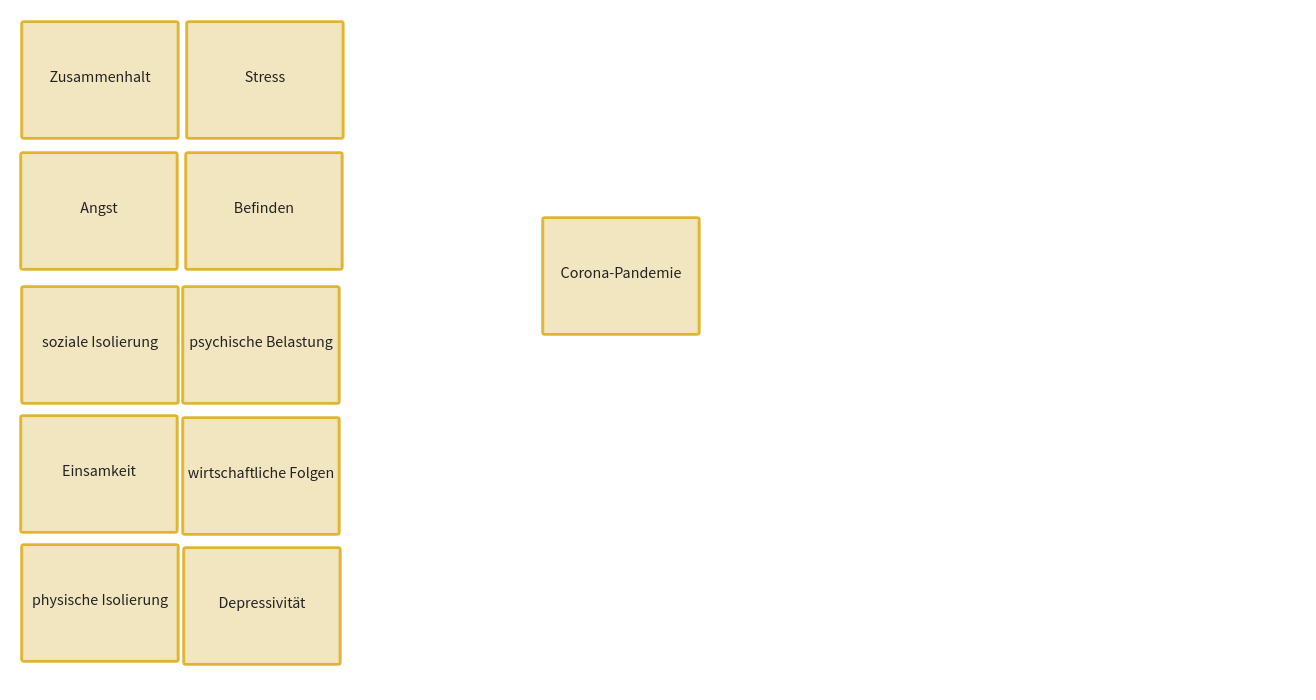 Zusammenhalt
Stress
Angst
Befinden
Corona-Pandemie
soziale Isolierung
psychische Belastung
Einsamkeit
wirtschaftliche Folgen
physische Isolierung
Depressivität